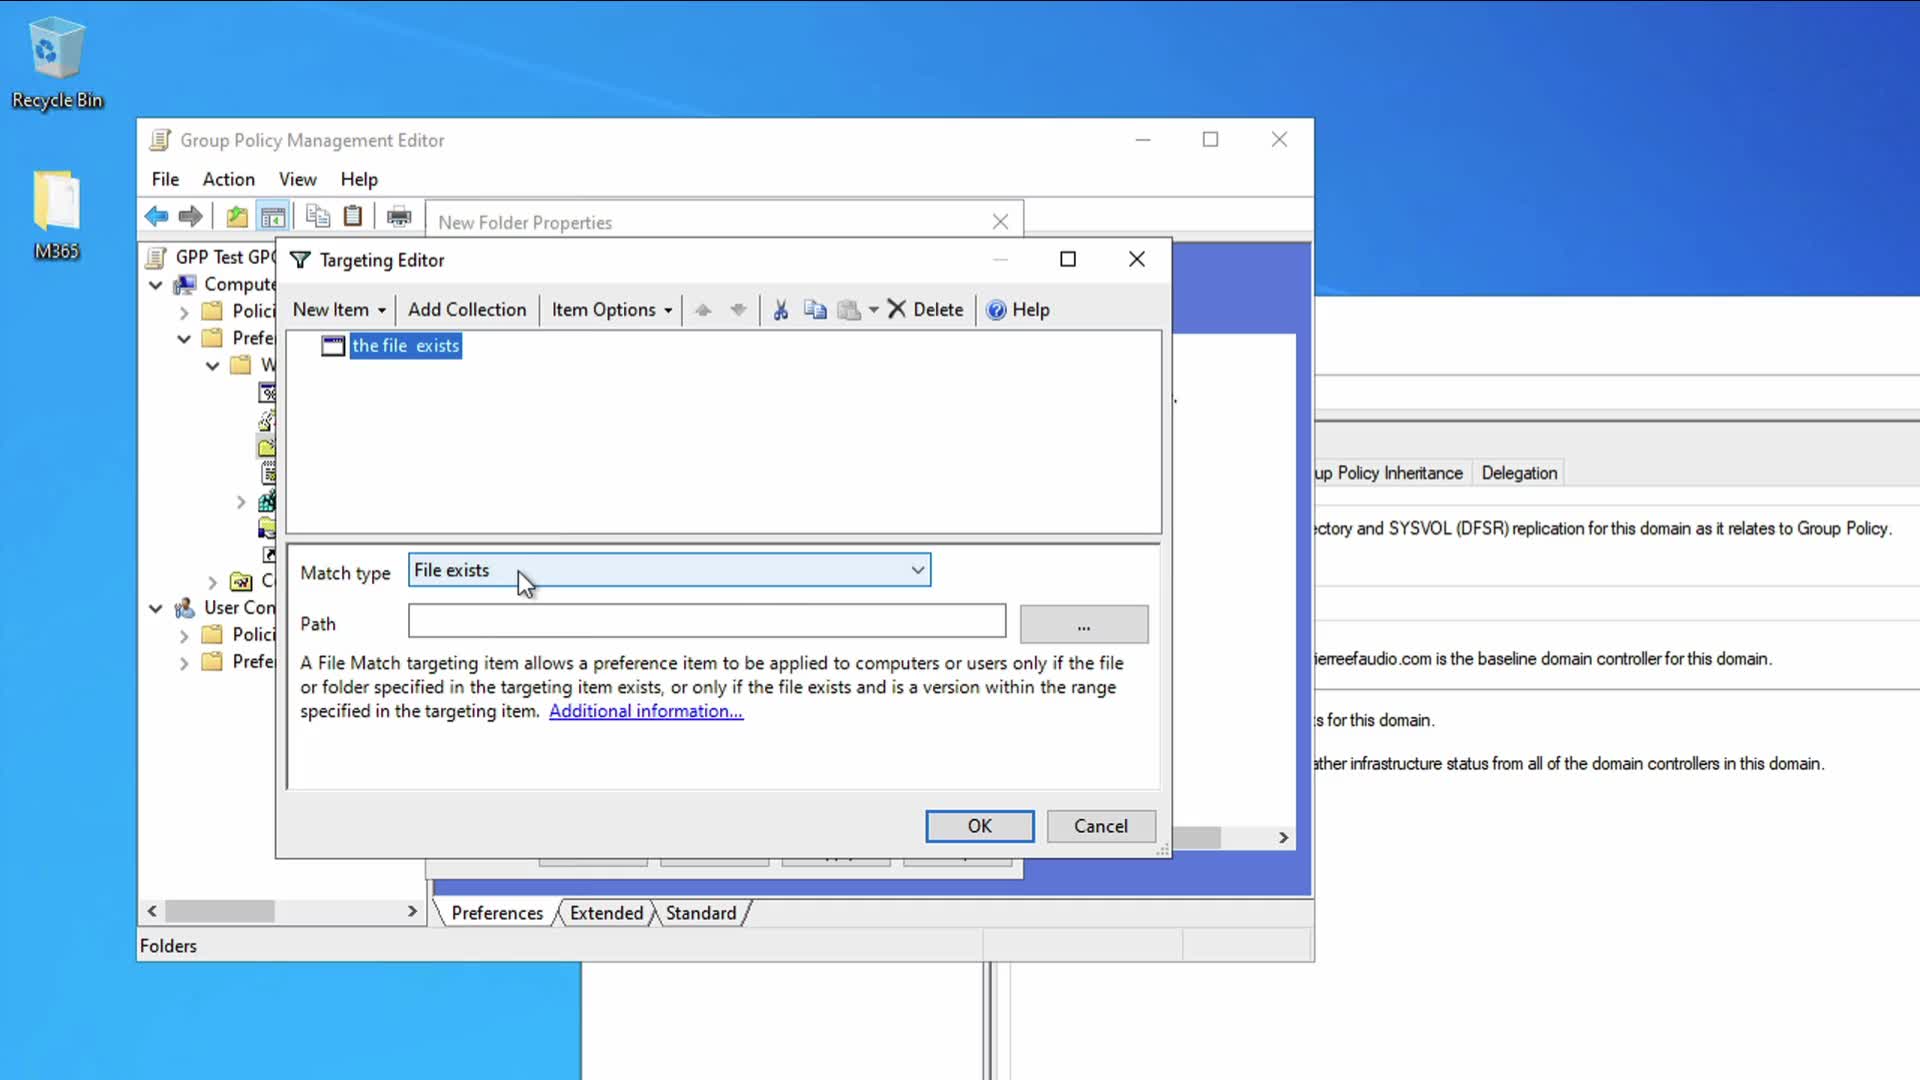 Recycle Bin
M365
Group Policy Management Editor
File Action View Help
New Folder Properties
GPP Test GPO
Compute
Polici
Prefe
W
C
User Con
Polici
Prefe
Targeting Editor
New Item Add Collection Item Options Delete Help
the file exists
Match type File exists
Path ...
A File Match targeting item allows a preference item to be applied to computers or users only if the file
or folder specified in the targeting item exists, or only if the file exists and is a version within the range
specified in the targeting item. Additional information...
OK Cancel
Preferences Extended Standard
Folders
up Policy Inheritance Delegation
ectory and SYSVOL (DFSR) replication for this domain as it relates to Group Policy.
ierreefaudio.com is the baseline domain controller for this domain.
s for this domain.
ather infrastructure status from all of the domain controllers in this domain.